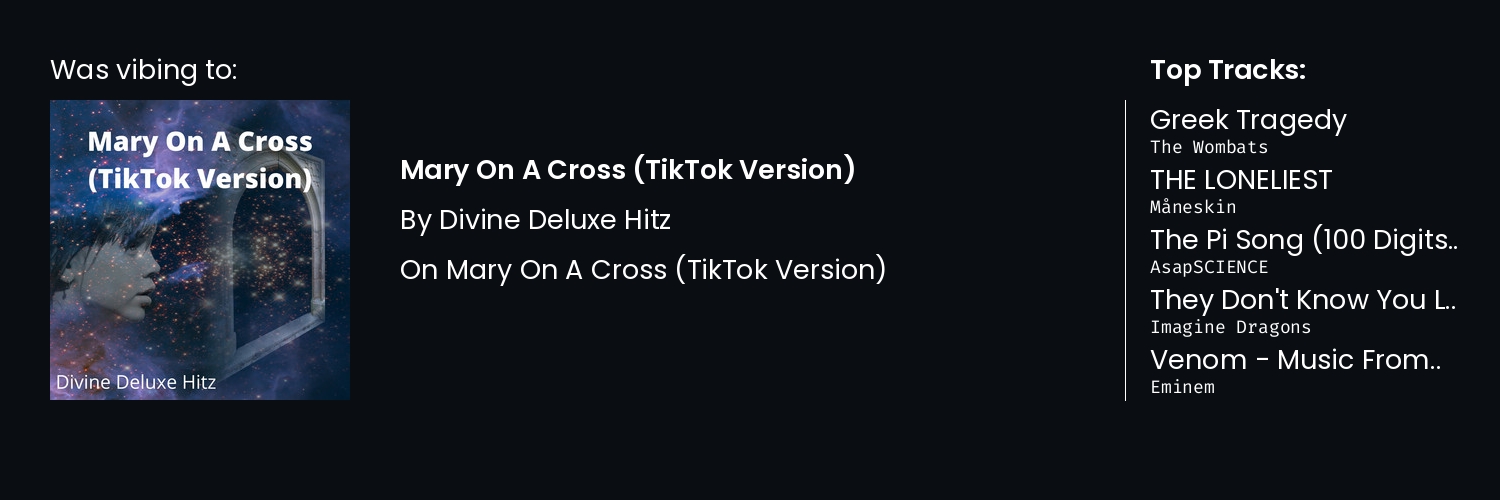 Was vibing to:
Mary On A Cross
(TikTok Version)
Divine Deluxe Hitz
Mary On A Cross (TikTok Version)
By Divine Deluxe Hitz
On Mary On A Cross (TikTok Version)
Top Tracks:
Greek Tragedy
The Wombats
THE LONELIEST
Måneskin
The Pi Song (100 Digits..
AsapSCIENCE
They Don't Know You L..
Imagine Dragons
Venom - Music From..
Eminem